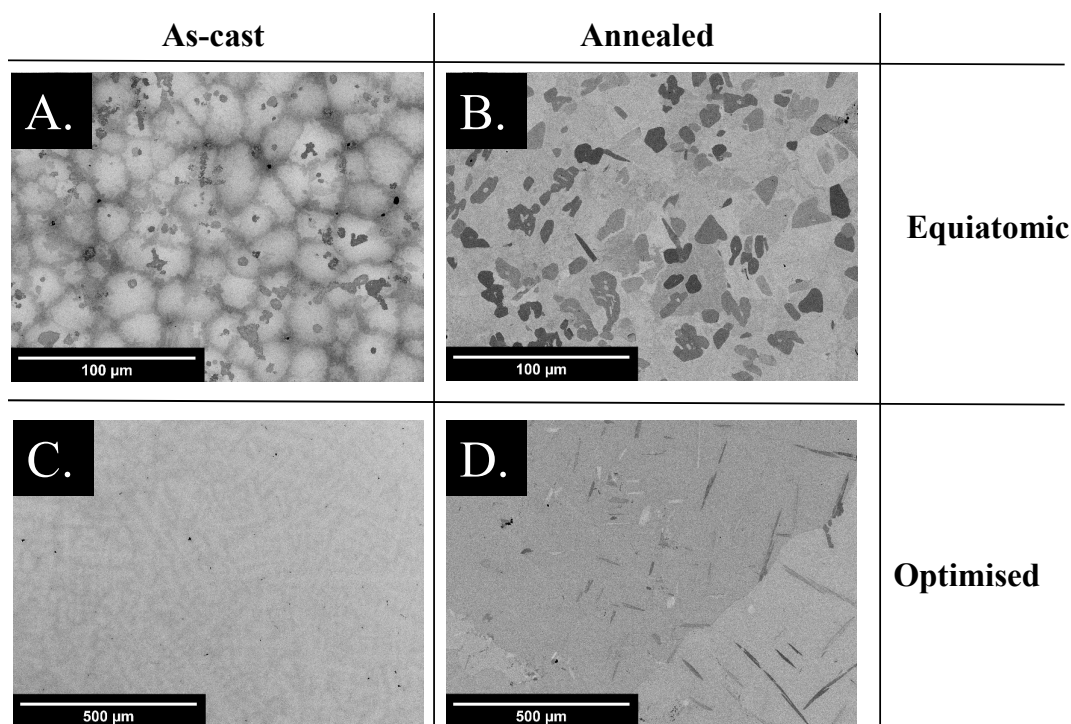 As-cast
Annealed
A.
B.
Equiatomic
100 µm
100 µm
C.
D.
Optimised
500 µm
500 µm